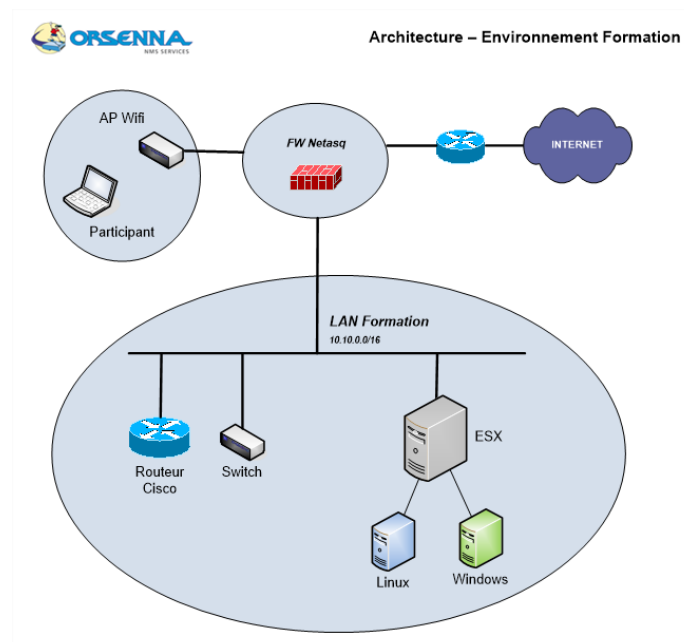 ORSENNA
NMS SERVICES
Architecture – Environnement Formation
AP Wifi
Participant
FW Netasq
INTERNET
LAN Formation
10.10.0.0/16
Routeur
Cisco
Switch
ESX
Linux
Windows